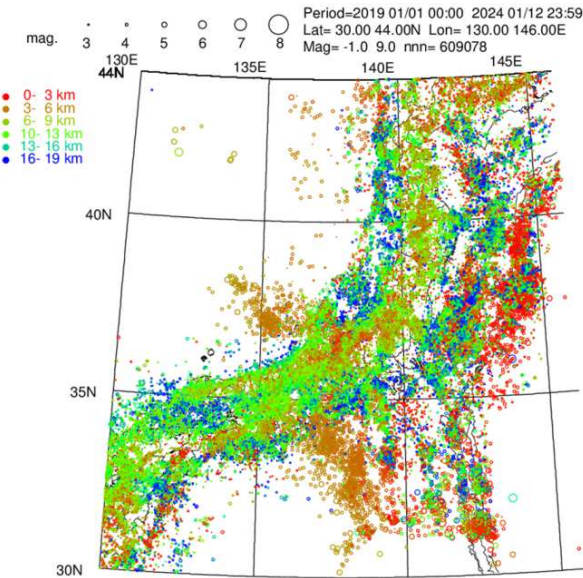 Period=2019 01/01 00:00 2024 01/12 23:59
Lat= 30.00 44.00N Lon= 130.00 146.00E
Mag= -1.0 9.0 nnn= 609078
mag.
3 4 5 6 7 8
130E 135E 140E 145E
44N
0- 3 km
3- 6 km
6- 9 km
10- 13 km
13- 16 km
16- 19 km
40N
35N
30N